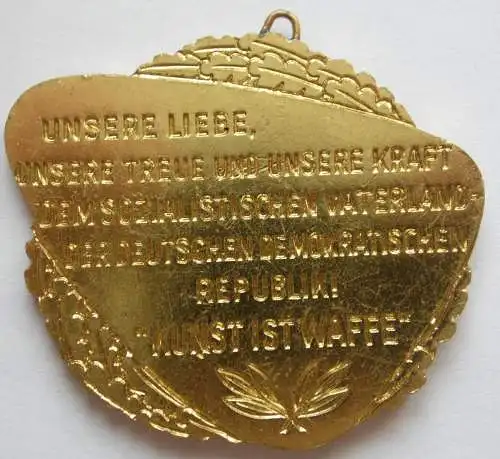 UNSERE LIEBE,
UNSERE TREUE UND UNSERE KRAFT
DEM SOZIALISTISCHEN VATERLAND-
DER DEUTSCHEN DEMOKRATISCHEN
REPUBLIK!
"KUNST IST WAFFE"